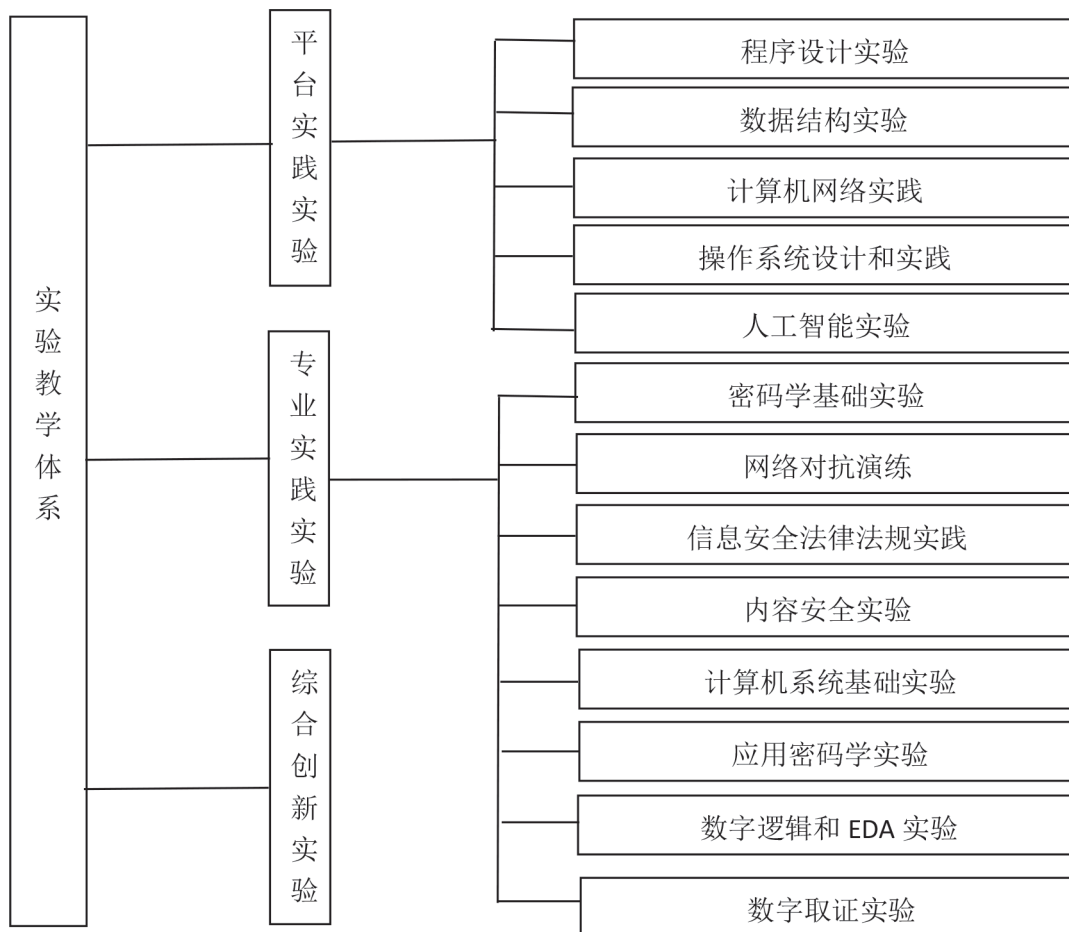 实验教学体系
平台实践实验
程序设计实验
数据结构实验
计算机网络实践
操作系统设计和实践
人工智能实验
专业实践实验
密码学基础实验
网络对抗演练
信息安全法律法规实践
内容安全实验
计算机系统基础实验
应用密码学实验
数字逻辑和 EDA 实验
数字取证实验
综合创新实验